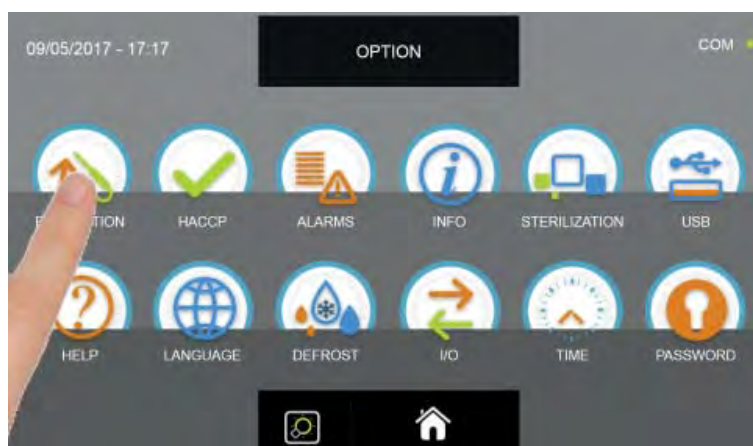 09/05/2017 - 17:17
OPTION
COM
HACCP
ALARMS
INFO
STERILIZATION
USB
HELP
LANGUAGE
DEFROST
I/O
TIME
PASSWORD